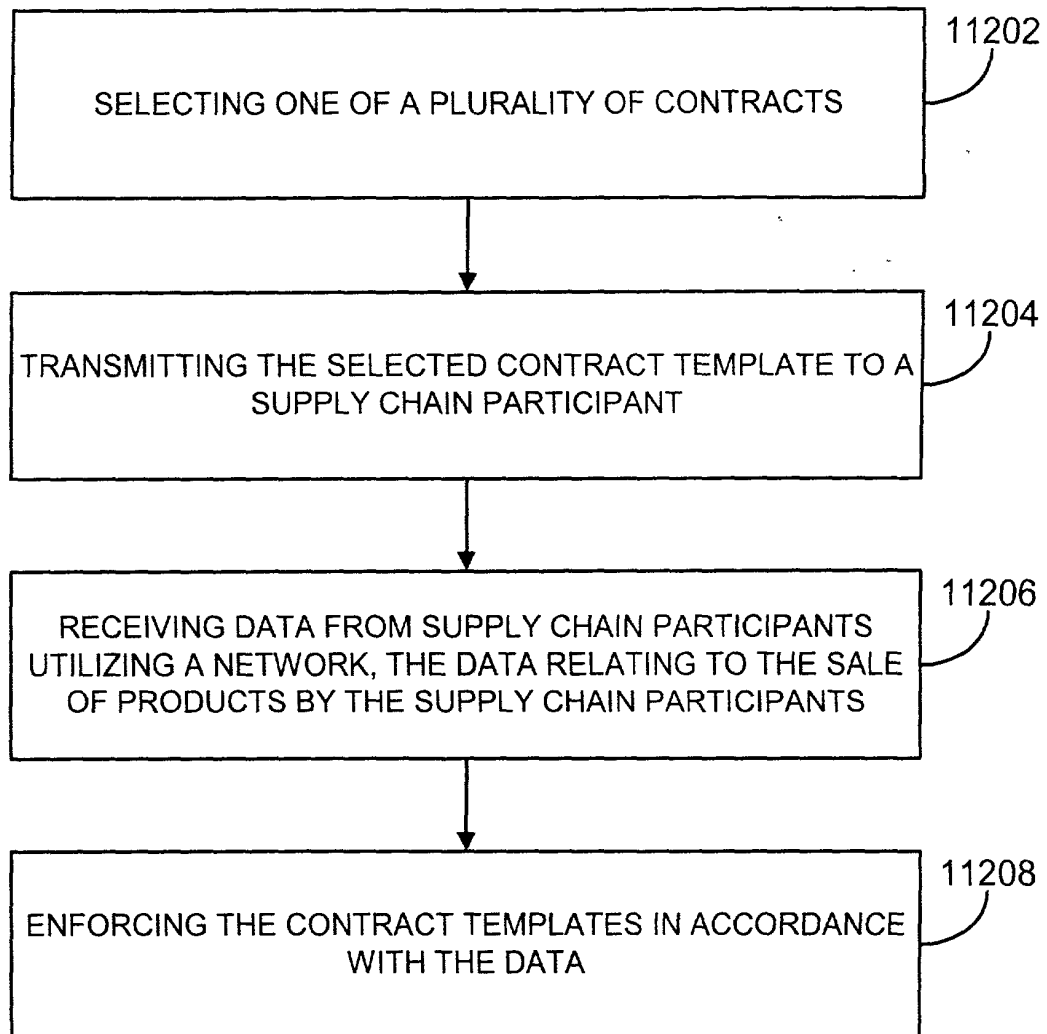 11202
SELECTING ONE OF A PLURALITY OF CONTRACTS
11204
TRANSMITTING THE SELECTED CONTRACT TEMPLATE TO A
SUPPLY CHAIN PARTICIPANT
11206
RECEIVING DATA FROM SUPPLY CHAIN PARTICIPANTS
UTILIZING A NETWORK, THE DATA RELATING TO THE SALE
OF PRODUCTS BY THE SUPPLY CHAIN PARTICIPANTS
11208
ENFORCING THE CONTRACT TEMPLATES IN ACCORDANCE
WITH THE DATA